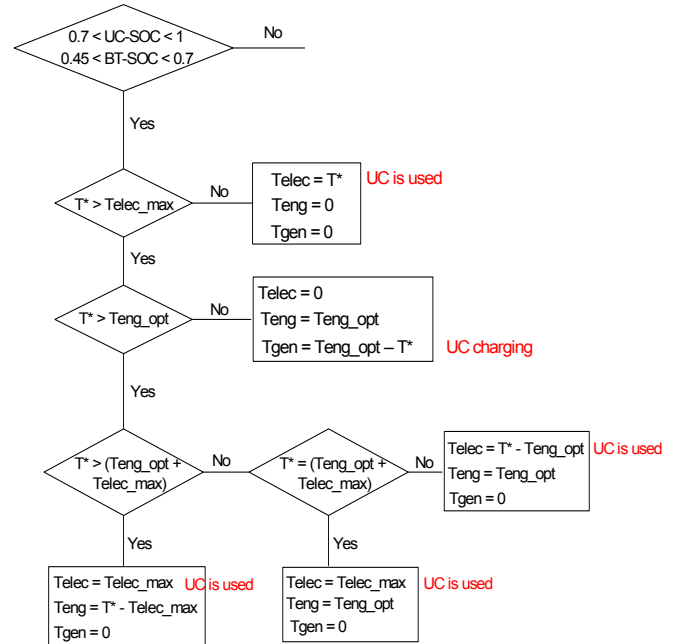 0.7 < UC-SOC < 1
0.45 < BT-SOC < 0.7
No
Yes
T* > Telec_max
No
Telec = T*
Teng = 0
Tgen = 0
UC is used
Yes
T* > Teng_opt
No
Telec = 0
Teng = Teng_opt
Tgen = Teng_opt – T*
UC charging
Yes
T* > (Teng_opt +
Telec_max)
No
T* = (Teng_opt +
Telec_max)
No
Telec = T* - Teng_opt
Teng = Teng_opt
Tgen = 0
UC is used
Yes
Telec = Telec_max
Teng = T* - Telec_max
Tgen = 0
UC is used
Yes
Telec = Telec_max
Teng = Teng_opt
Tgen = 0
UC is used